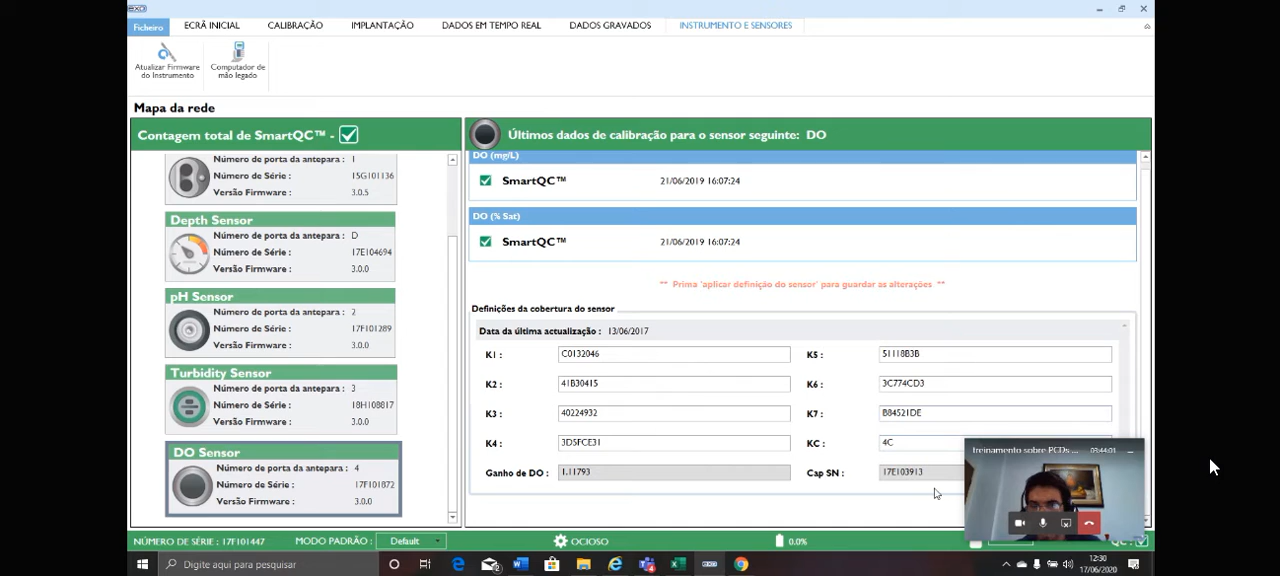 exo
Ficheiro
ECRÃ INICIAL
CALIBRAÇÃO
IMPLANTAÇÃO
DADOS EM TEMPO REAL
DADOS GRAVADOS
INSTRUMENTO E SENSORES
Atualizar Firmware
do Instrumento
Computador de
mão legado
Mapa da rede
Contagem total de SmartQC™ -
Número de porta da antepara : 1
Número de Série : 15G101136
Versão Firmware : 3.0.5
Depth Sensor
Número de porta da antepara : D
Número de Série : 17E104694
Versão Firmware : 3.0.0
pH Sensor
Número de porta da antepara : 2
Número de Série : 17F101289
Versão Firmware : 3.0.0
Turbidity Sensor
Número de porta da antepara : 3
Número de Série : 18H108817
Versão Firmware : 3.0.0
DO Sensor
Número de porta da antepara : 4
Número de Série : 17F101872
Versão Firmware : 3.0.0
Últimos dados de calibração para o sensor seguinte: DO
DO (mg/L)
SmartQC™ 21/06/2019 16:07:24
DO (% Sat)
SmartQC™ 21/06/2019 16:07:24
** Prima 'aplicar definição do sensor' para guardar as alterações **
Definições da cobertura do sensor
Data da última actualização : 13/06/2017
K1 : C0132046 K5 : 51118B3B
K2 : 41B30415 K6 : 3C774CD3
K3 : 40224932 K7 : B84521DE
K4 : 3D5FCE31 KC : 4C
Ganho de DO : 1.11793 Cap SN : 17E103913
treinamento sobre PCDs ... 03:44:01
NÚMERO DE SÉRIE : 17F101447
MODO PADRÃO : Default
OCIOSO
0.0%
QC:
Digite aqui para pesquisar
12:30
17/06/2020